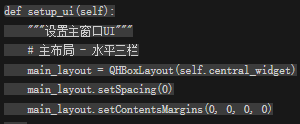 def setup_ui(self):
    """设置主窗口UI"""
    # 主布局 - 水平三栏
    main_layout = QHBoxLayout(self.central_widget)
    main_layout.setSpacing(0)
    main_layout.setContentsMargins(0, 0, 0, 0)